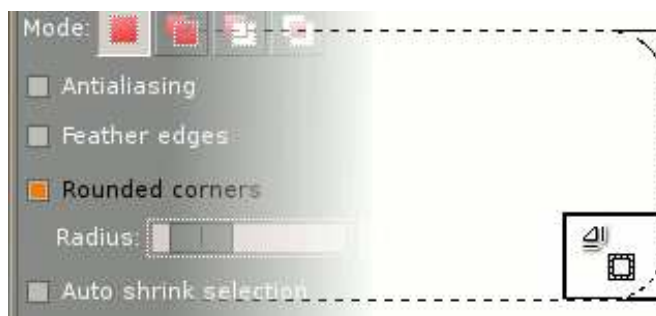 Mode:
Antialiasing
Feather edges
Rounded corners
Radius:
Auto shrink selection